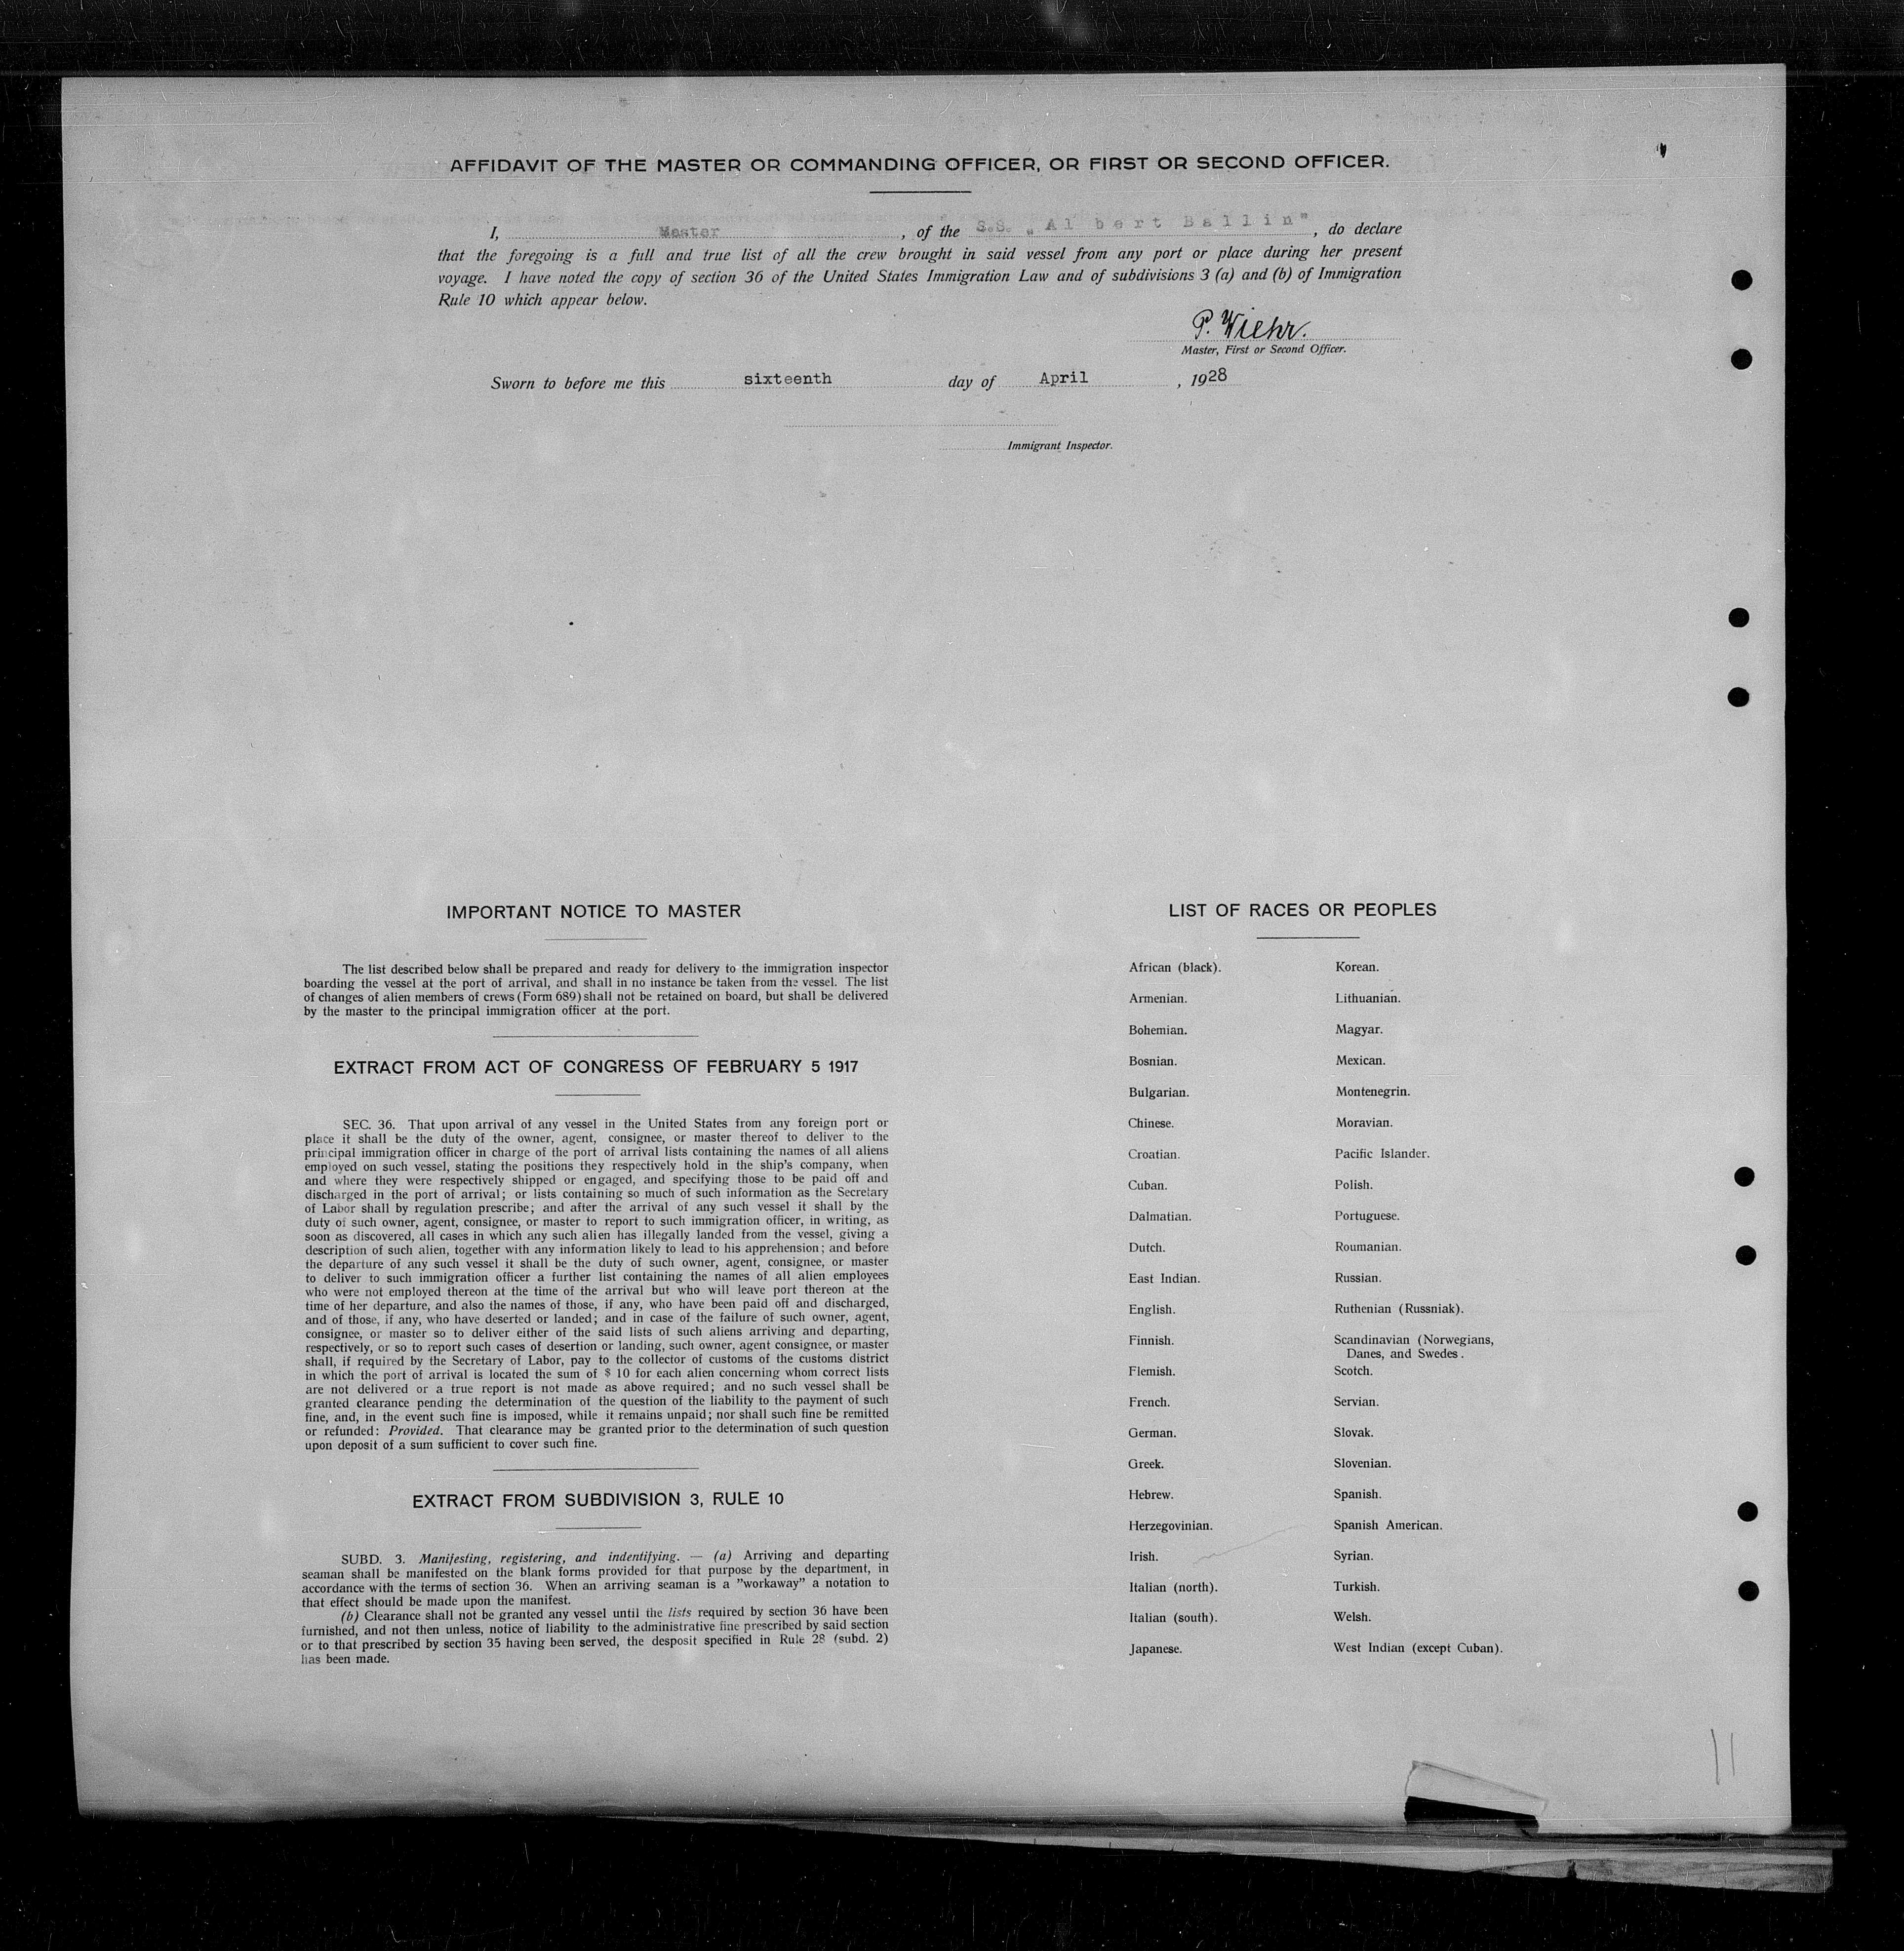 AFFIDAVIT OF THE MASTER OR COMMANDING OFFICER, OR FIRST OR SECOND OFFICER.
I, Master, of the S.S. „Albert Ballin", do declare
that the foregoing is a full and true list of all the crew brought in said vessel from any port or place during her present
voyage. I have noted the copy of section 36 of the United States Immigration Law and of subdivisions 3 (a) and (b) of Immigration
Rule 10 which appear below.
P. Wiehr.
Master, First or Second Officer.
Sworn to before me this sixteenth day of April, 1928
Immigrant Inspector.
IMPORTANT NOTICE TO MASTER
The list described below shall be prepared and ready for delivery to the immigration inspector
boarding the vessel at the port of arrival, and shall in no instance be taken from the vessel. The list
of changes of alien members of crews (Form 689) shall not be retained on board, but shall be delivered
by the master to the principal immigration officer at the port.
EXTRACT FROM ACT OF CONGRESS OF FEBRUARY 5 1917
SEC. 36. That upon arrival of any vessel in the United States from any foreign port or
place it shall be the duty of the owner, agent, consignee, or master thereof to deliver to the
principal immigration officer in charge of the port of arrival lists containing the names of all aliens
employed on such vessel, stating the positions they respectively hold in the ship's company, when
and where they were respectively shipped or engaged, and specifying those to be paid off and
discharged in the port of arrival; or lists containing so much of such information as the Secretary
of Labor shall by regulation prescribe; and after the arrival of any such vessel it shall by the
duty of such owner, agent, consignee, or master to report to such immigration officer, in writing, as
soon as discovered, all cases in which any such alien has illegally landed from the vessel, giving a
description of such alien, together with any information likely to lead to his apprehension; and before
the departure of any such vessel it shall be the duty of such owner, agent, consignee, or master
to deliver to such immigration officer a further list containing the names of all alien employees
who were not employed thereon at the time of the arrival but who will leave port thereon at the
time of her departure, and also the names of those, if any, who have been paid off and discharged,
and of those, if any, who have deserted or landed; and in case of the failure of such owner, agent,
consignee, or master so to deliver either of the said lists of such aliens arriving and departing,
respectively, or so to report such cases of desertion or landing, such owner, agent consignee, or master
shall, if required by the Secretary of Labor, pay to the collector of customs of the customs district
in which the port of arrival is located the sum of $ 10 for each alien concerning whom correct lists
are not delivered or a true report is not made as above required; and no such vessel shall be
granted clearance pending the determination of the question of the liability to the payment of such
fine, and, in the event such fine is imposed, while it remains unpaid; nor shall such fine be remitted
or refunded: Provided. That clearance may be granted prior to the determination of such question
upon deposit of a sum sufficient to cover such fine.
EXTRACT FROM SUBDIVISION 3, RULE 10
SUBD. 3. Manifesting, registering, and indentifying. — (a) Arriving and departing
seaman shall be manifested on the blank forms provided for that purpose by the department, in
accordance with the terms of section 36. When an arriving seaman is a "workaway" a notation to
that effect should be made upon the manifest.
(b) Clearance shall not be granted any vessel until the lists required by section 36 have been
furnished, and not then unless, notice of liability to the administrative fine prescribed by said section
or to that prescribed by section 35 having been served, the desposit specified in Rule 28 (subd. 2)
has been made.
LIST OF RACES OR PEOPLES
African (black). Korean.
Armenian. Lithuanian.
Bohemian. Magyar.
Bosnian. Mexican.
Bulgarian. Montenegrin.
Chinese. Moravian.
Croatian. Pacific Islander.
Cuban. Polish.
Dalmatian. Portuguese.
Dutch. Roumanian.
East Indian. Russian.
English. Ruthenian (Russniak).
Finnish. Scandinavian (Norwegians,
Danes, and Swedes.
Flemish. Scotch.
French. Servian.
German. Slovak.
Greek. Slovenian.
Hebrew. Spanish.
Herzegovinian. Spanish American.
Irish. Syrian.
Italian (north). Turkish.
Italian (south). Welsh.
Japanese. West Indian (except Cuban).
11